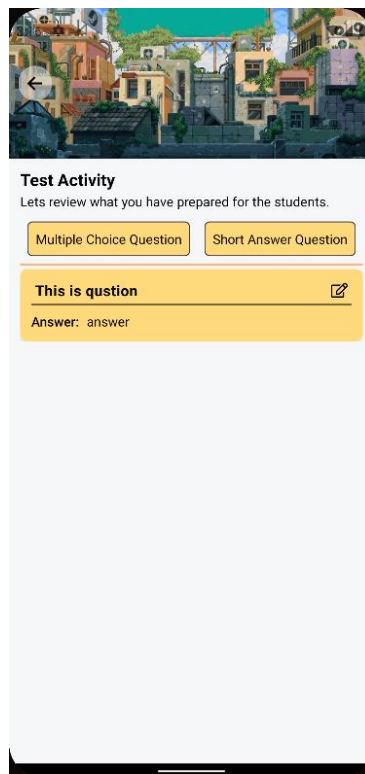 Test Activity
Lets review what you have prepared for the students.
Multiple Choice Question
Short Answer Question
This is qustion
Answer: answer